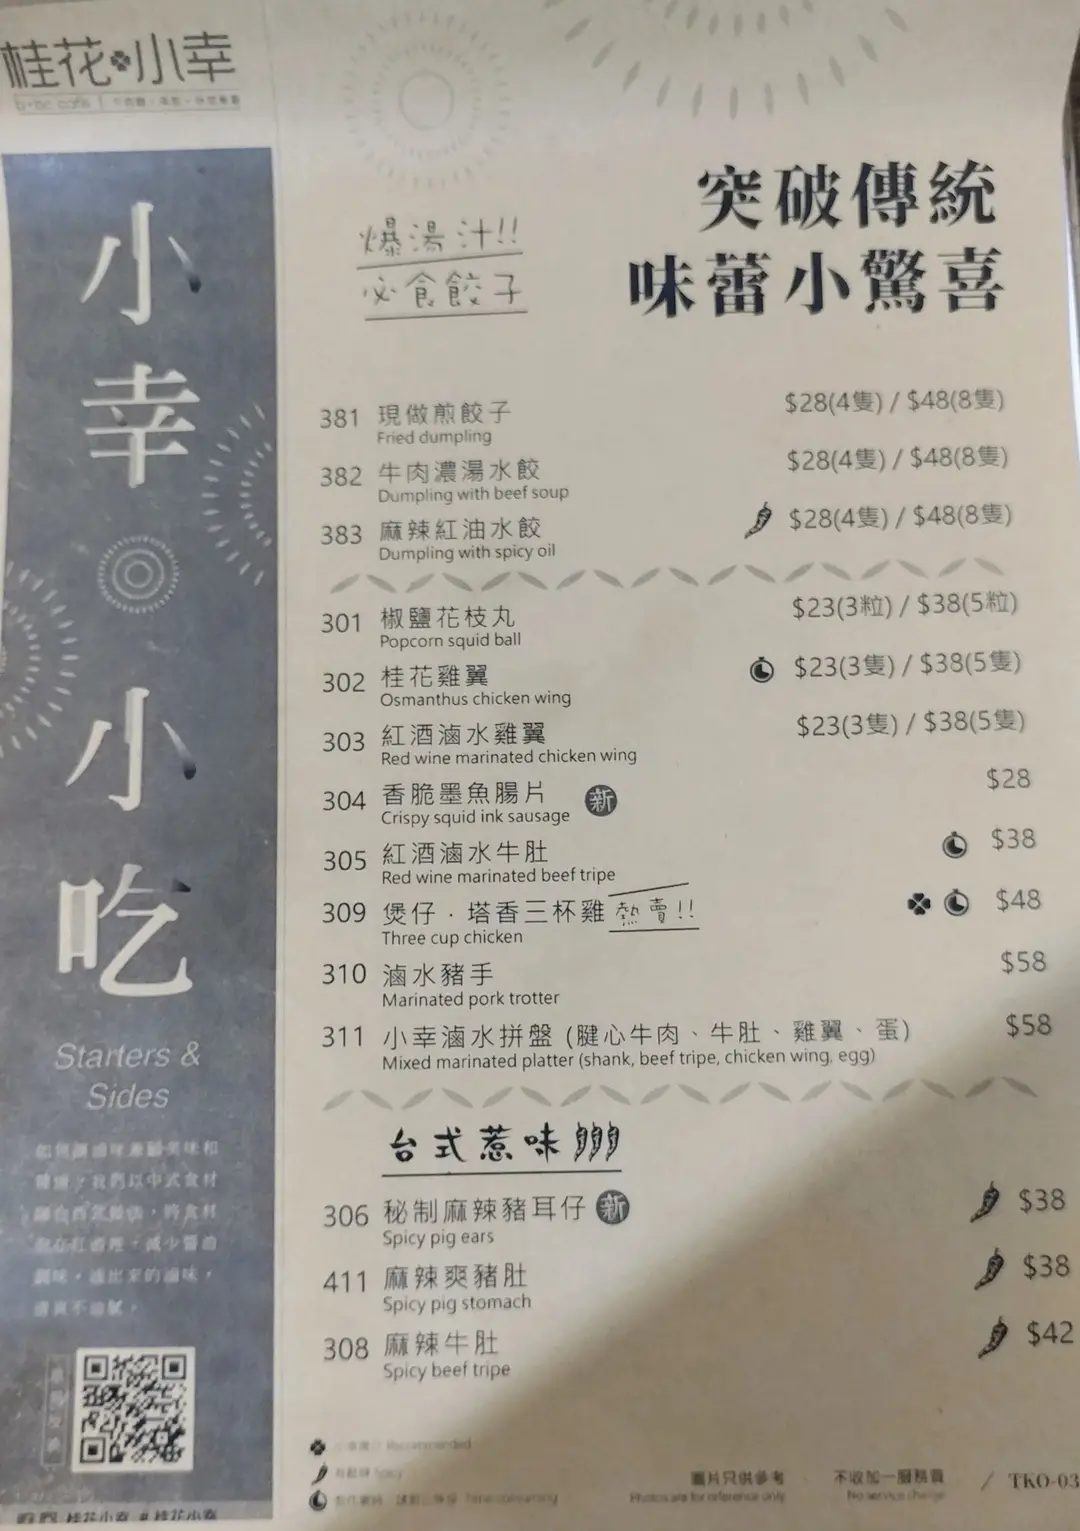 桂花小幸
小幸小吃
Starters &
Sides
爆湯汁!!
必食餃子
突破傳統
味蕾小驚喜
381 現做煎餃子 $28(4隻) / $48(8隻)
Fried dumpling
382 牛肉濃湯水餃 $28(4隻) / $48(8隻)
Dumpling with beef soup
383 麻辣紅油水餃 $28(4隻) / $48(8隻)
Dumpling with spicy oil
301 椒鹽花枝丸 $23(3粒) / $38(5粒)
Popcorn squid ball
302 桂花雞翼 $23(3隻) / $38(5隻)
Osmanthus chicken wing
303 紅酒滷水雞翼 $23(3隻) / $38(5隻)
Red wine marinated chicken wing
304 香脆墨魚腸片 新 $28
Crispy squid ink sausage
305 紅酒滷水牛肚 $38
Red wine marinated beef tripe
309 煲仔．塔香三杯雞 熱賣!! $48
Three cup chicken
310 滷水豬手 $58
Marinated pork trotter
311 小幸滷水拼盤 (腱心牛肉、牛肚、雞翼、蛋) $58
Mixed marinated platter (shank, beef tripe, chicken wing, egg)
台式惹味
306 秘制麻辣豬耳仔 新 $38
Spicy pig ears
411 麻辣爽豬肚 $38
Spicy pig stomach
308 麻辣牛肚 $42
Spicy beef tripe
Recommended
Spicy
Time consuming
圖片只供參考 不收加一服務費 / TKO-03
Photos are for reference only No service charge
桂花小幸 # 桂花小幸